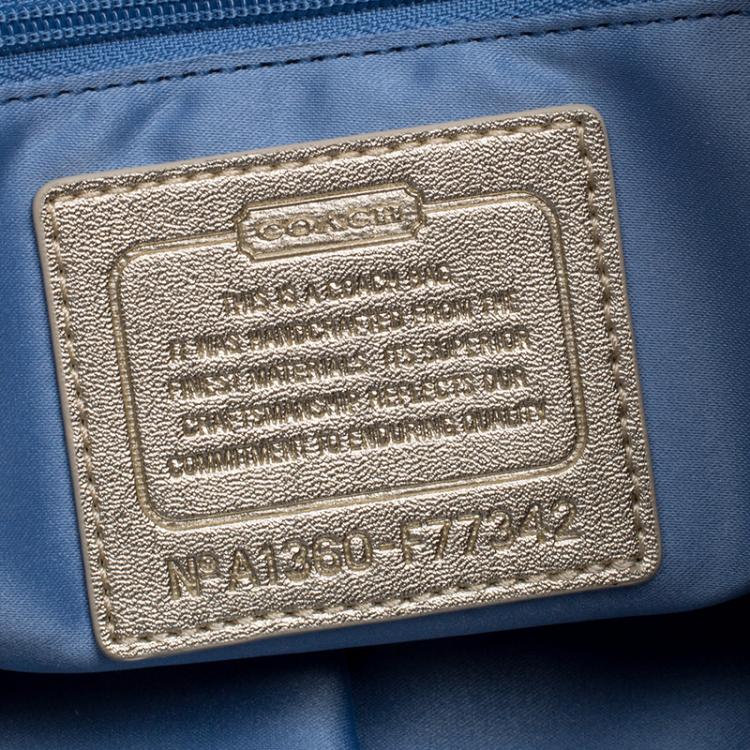 COACH
THIS IS A COACH BAG.
IT WAS HANDCRAFTED FROM THE
FINEST MATERIALS. ITS SUPERIOR
CRAFTSMANSHIP REFLECTS OUR
COMMITMENT TO ENDURING QUALITY.
Nº A1360-F77342